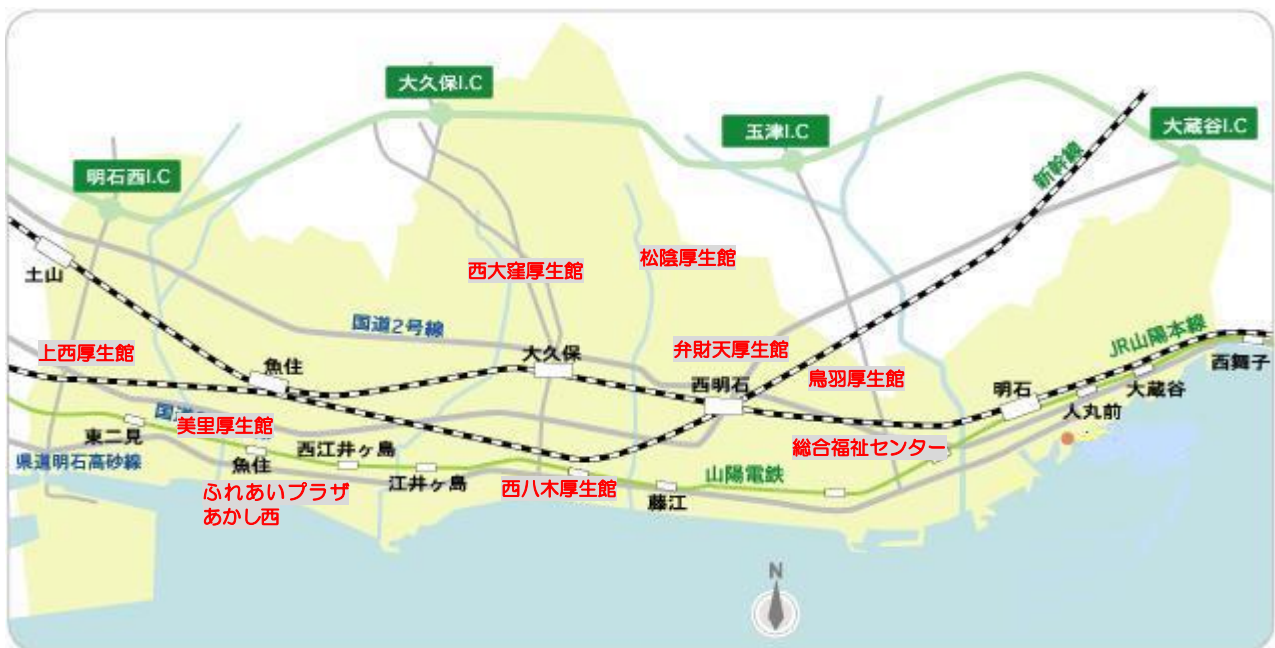 大久保I.C
玉津I.C
大蔵谷I.C
明石西I.C
新幹線
土山
西大窪厚生館
松陰厚生館
国道2号線
JR山陽本線
上西厚生館
魚住
大久保
弁財天厚生館
西明石
鳥羽厚生館
明石
大蔵谷
西舞子
人丸前
東二見
国道
美里厚生館
西江井ヶ島
総合福祉センター
県道明石高砂線
魚住
江井ヶ島
西八木厚生館
藤江
山陽電鉄
ふれあいプラザ
あかし西
N